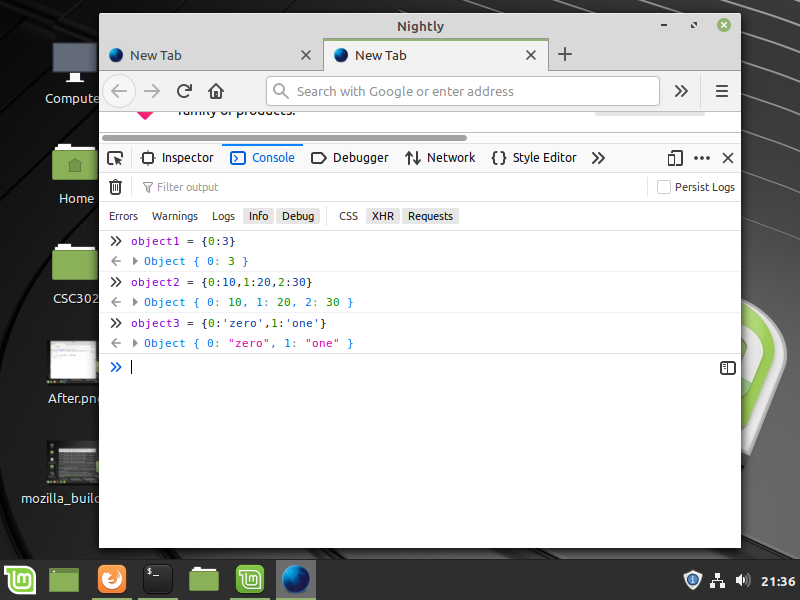 Nightly
New Tab
New Tab
Search with Google or enter address
family of products.
Inspector
Console
Debugger
Network
{} Style Editor
Filter output
Persist Logs
Errors
Warnings
Logs
Info
Debug
CSS
XHR
Requests
object1 = {0:3}
Object { 0: 3 }
object2 = {0:10,1:20,2:30}
Object { 0: 10, 1: 20, 2: 30 }
object3 = {0:'zero',1:'one'}
Object { 0: "zero", 1: "one" }
Compute
Home
CSC302
After.pn
mozilla_builc
21:36